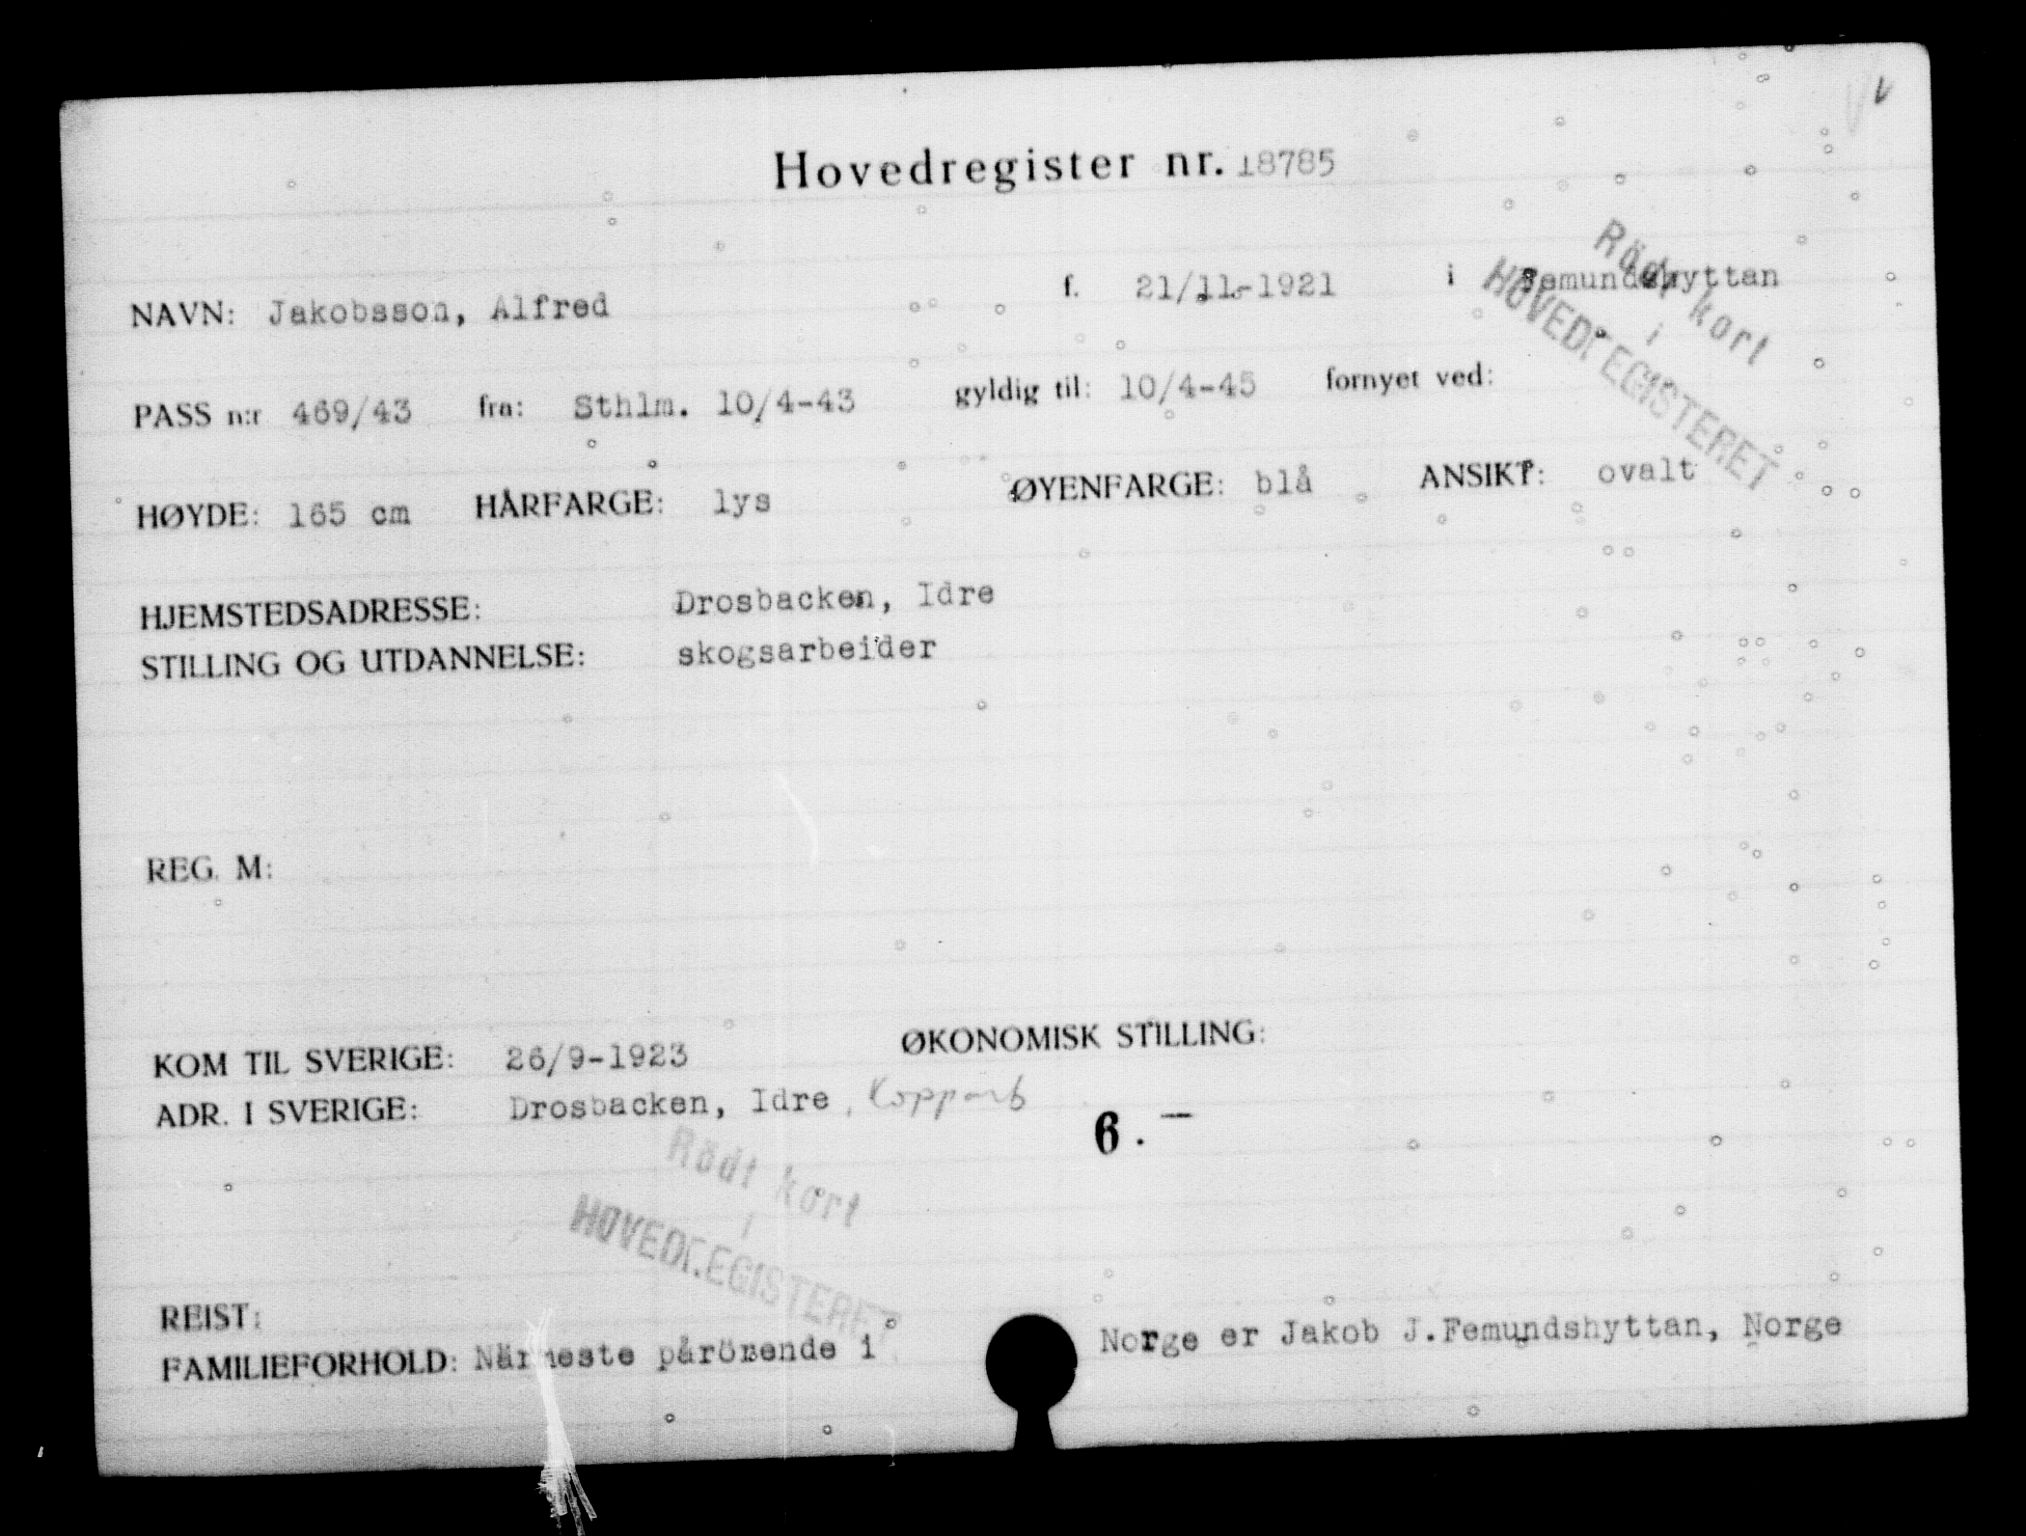 Hovedregister nr. 18785
NAVN: Jakobsson, Alfred f. 21/11-1921 i Femundshyttan
Rödt kort
i
HOVEDREGISTERET
PASS n:r 469/43 fra: Sthlm. 10/4-43 gyldig til: 10/4-45 fornyet ved:
HØYDE: 165 cm HÅRFARGE: lys ØYENFARGE: blå ANSIKT: ovalt
HJEMSTEDSADRESSE: Drosbacken, Idre
STILLING OG UTDANNELSE: skogsarbeider
REG. M:
KOM TIL SVERIGE: 26/9-1923 ØKONOMISK STILLING:
ADR. I SVERIGE: Drosbacken, Idre, Kopparb
6.—
Rödt kort
i
HOVEDREGISTERET
REIST:
FAMILIEFORHOLD: Närmeste pårörende i Norge er Jakob J.Femundshyttan, Norge